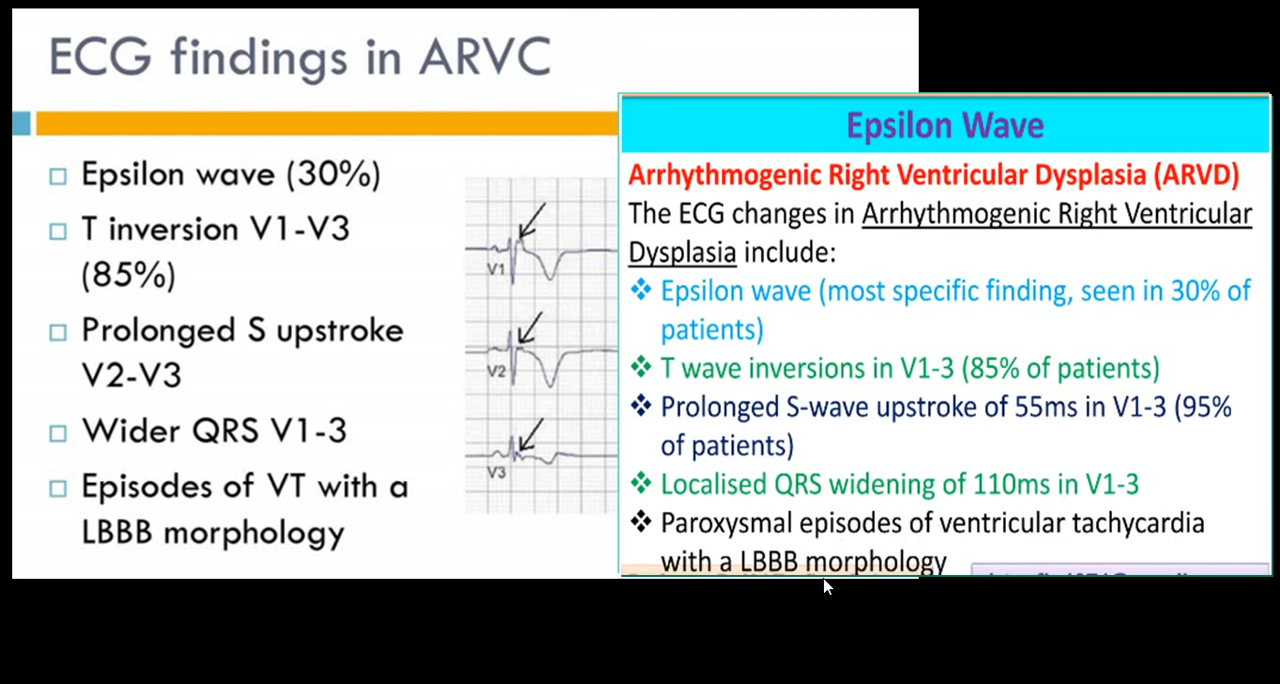 ECG findings in ARVC
Epsilon wave (30%)
T inversion V1-V3
(85%)
Prolonged S upstroke
V2-V3
Wider QRS V1-3
Episodes of VT with a
LBBB morphology
V1
V2
V3
Epsilon Wave
Arrhythmogenic Right Ventricular Dysplasia (ARVD)
The ECG changes in Arrhythmogenic Right Ventricular
Dysplasia include:
Epsilon wave (most specific finding, seen in 30% of
patients)
T wave inversions in V1-3 (85% of patients)
Prolonged S-wave upstroke of 55ms in V1-3 (95%
of patients)
Localised QRS widening of 110ms in V1-3
Paroxysmal episodes of ventricular tachycardia
with a LBBB morphology